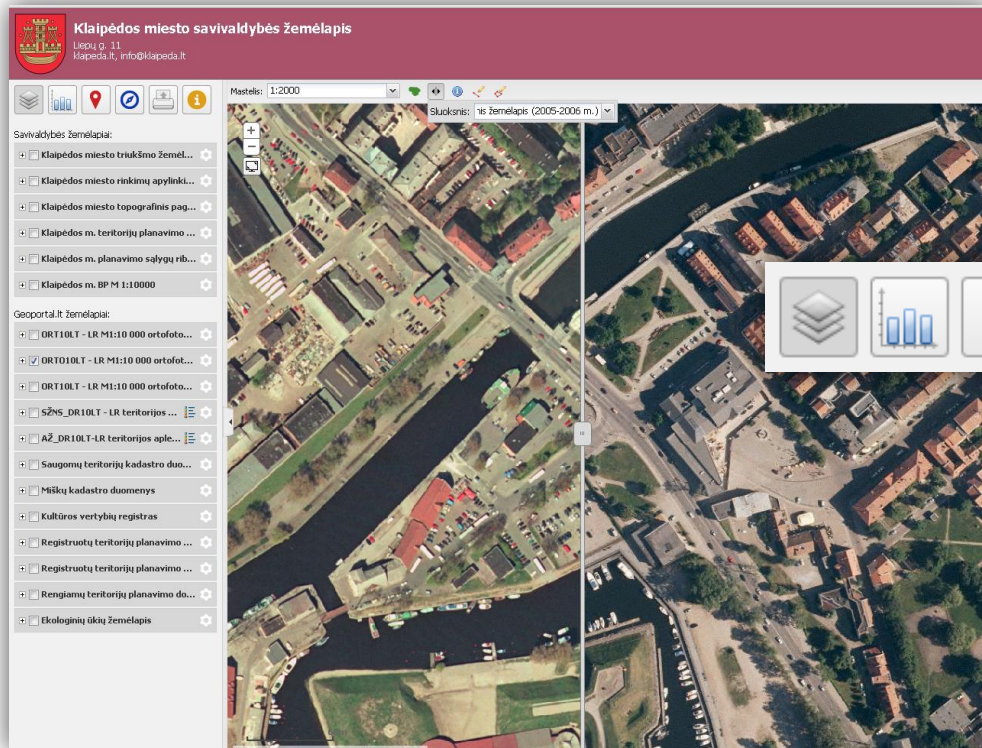 Klaipėdos miesto savivaldybės žemėlapis
Liepų g. 11
klaipeda.lt, info@klaipeda.lt
Mastelis: 1:2000
Sluoksnis: nis žemėlapis (2005-2006 m.)
Savivaldybės žemėlapiai:
Klaipėdos miesto triukšmo žemėl...
Klaipėdos miesto rinkimų apylinki...
Klaipėdos miesto topografinis pag...
Klaipėdos m. teritorijų planavimo ...
Klaipėdos m. planavimo sąlygų rib...
Klaipėdos m. BP M 1:10000
Geoportal.lt žemėlapiai:
ORT10LT - LR M1:10 000 ortofoto...
ORTO10LT - LR M1:10 000 ortofot...
ORT10LT - LR M1:10 000 ortofoto...
SŽNS_DR10LT - LR teritorijos ...
AŽ_DR10LT-LR teritorijos aple...
Saugomų teritorijų kadastro duo...
Miškų kadastro duomenys
Kultūros vertybių registras
Registruotų teritorijų planavimo ...
Registruotų teritorijų planavimo ...
Rengiamų teritorijų planavimo do...
Ekologinių ūkių žemėlapis